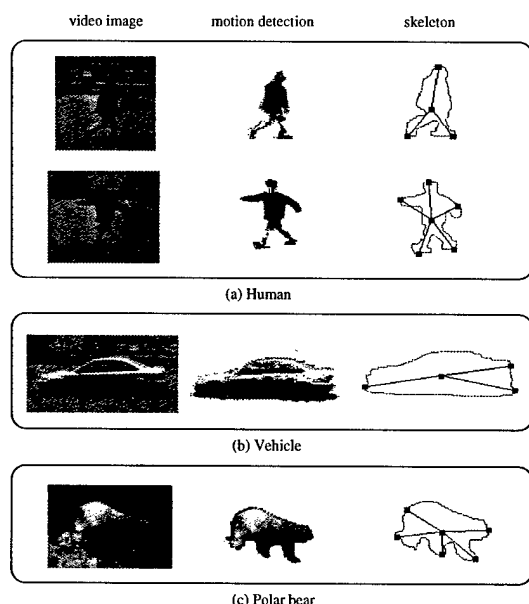 video image motion detection skeleton
(a) Human
(b) Vehicle
(c) Polar bear